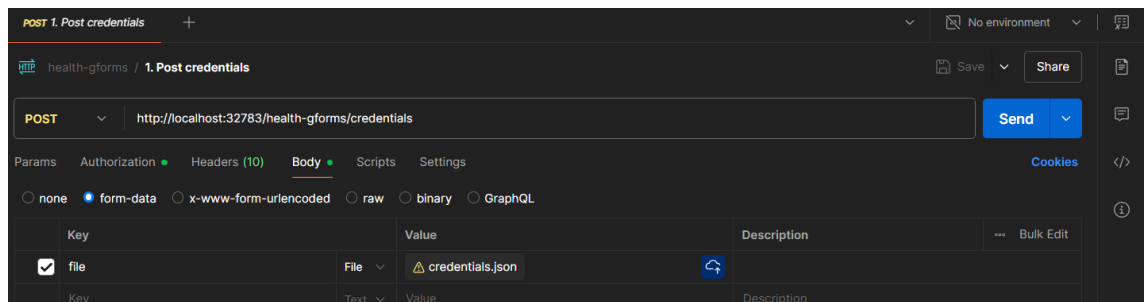 POST 1. Post credentials + No environment
HTTP health-gforms / 1. Post credentials Save Share
POST http://localhost:32783/health-gforms/credentials Send
Params Authorization Headers (10) Body Scripts Settings Cookies
none form-data x-www-form-urlencoded raw binary GraphQL
Key Value Description Bulk Edit
file File credentials.json
Key Text Value Description